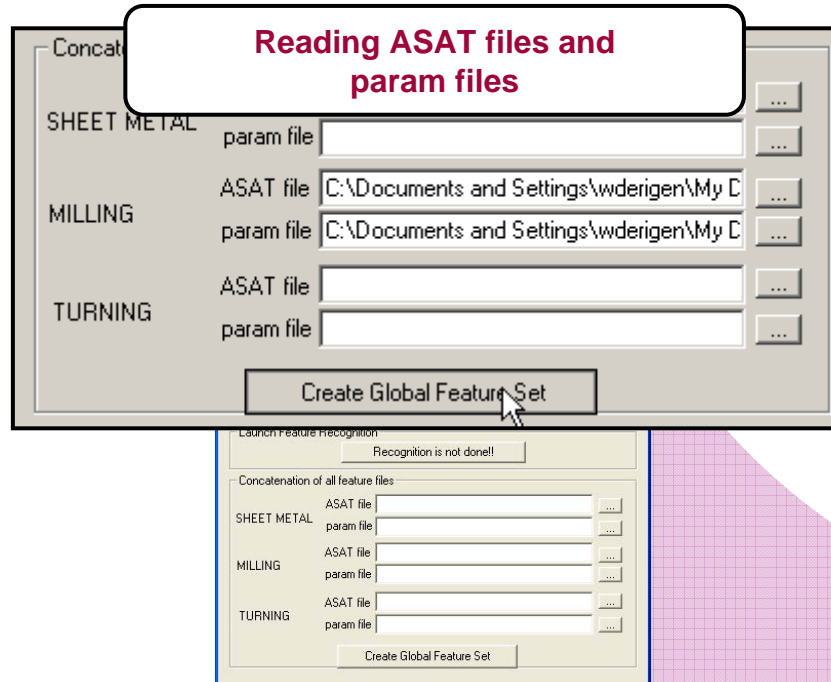 Reading ASAT files and
param files
Concat
...
SHEET METAL
param file
...
MILLING
ASAT file C:\Documents and Settings\wderigen\My D
...
param file C:\Documents and Settings\wderigen\My D
...
TURNING
ASAT file
...
param file
...
Create Global Feature Set
Launch Feature Recognition
Recognition is not done!!
Concatenation of all feature files
SHEET METAL
ASAT file
...
param file
...
MILLING
ASAT file
...
param file
...
TURNING
ASAT file
...
param file
...
Create Global Feature Set